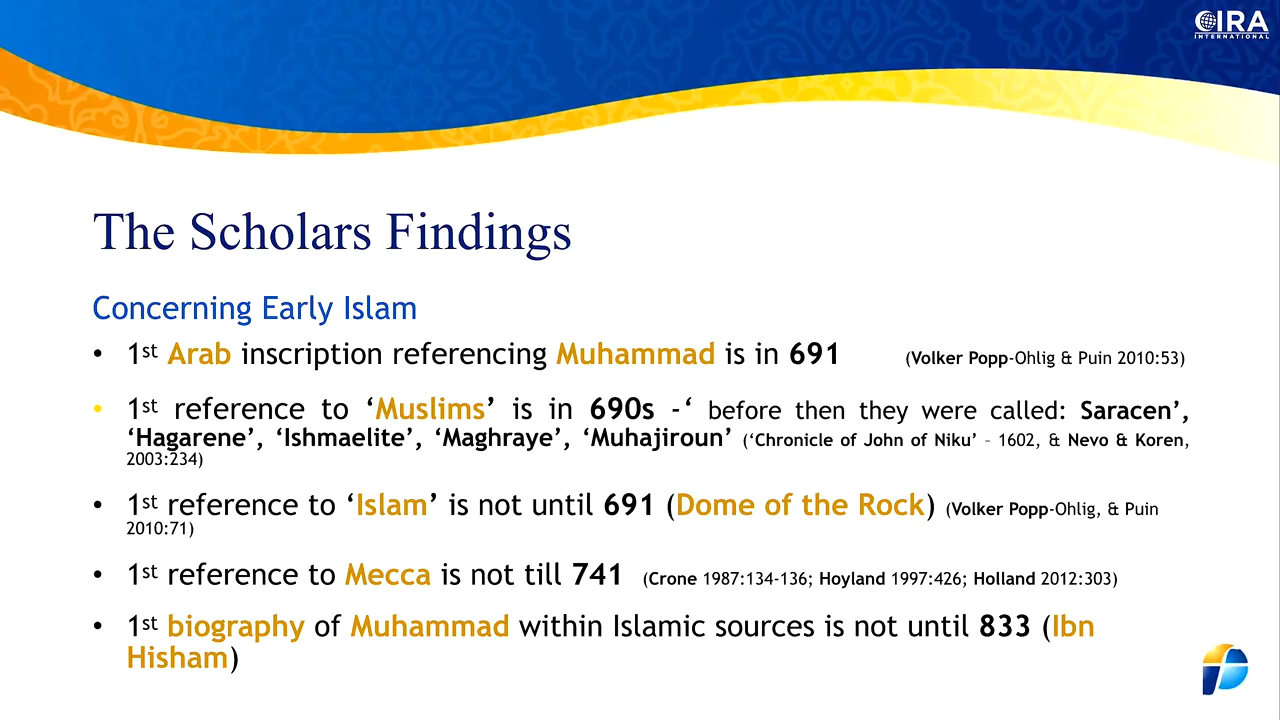 CIRA
INTERNATIONAL
The Scholars Findings
Concerning Early Islam
• 1st Arab inscription referencing Muhammad is in 691 (Volker Popp-Ohlig & Puin 2010:53)
• 1st reference to ‘Muslims’ is in 690s -‘ before then they were called: Saracen’,
‘Hagarene’, ‘Ishmaelite’, ‘Maghraye’, ‘Muhajiroun’ (‘Chronicle of John of Niku’ – 1602, & Nevo & Koren,
2003:234)
• 1st reference to ‘Islam’ is not until 691 (Dome of the Rock) (Volker Popp-Ohlig, & Puin
2010:71)
• 1st reference to Mecca is not till 741 (Crone 1987:134-136; Hoyland 1997:426; Holland 2012:303)
• 1st biography of Muhammad within Islamic sources is not until 833 (Ibn
Hisham)